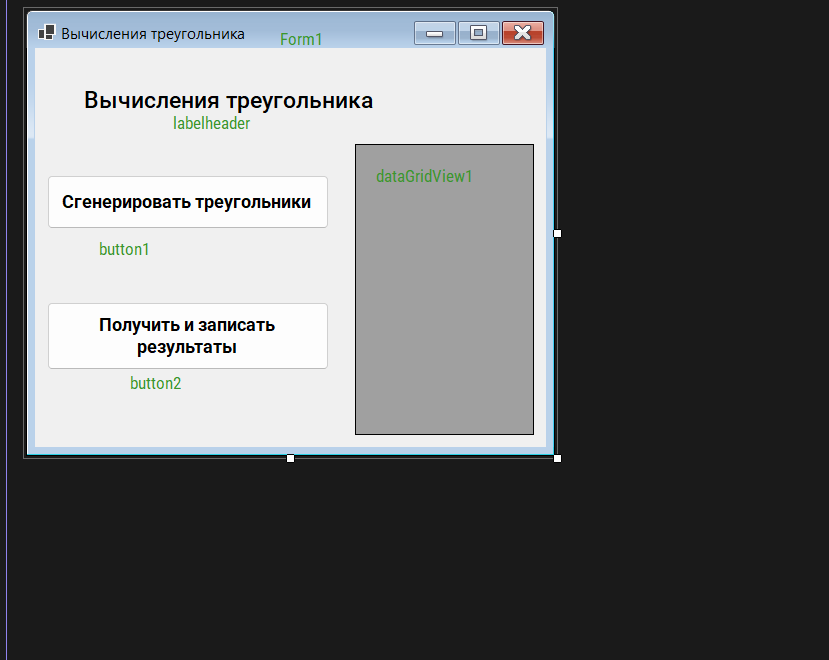 Вычисления треугольника
Form1
Вычисления треугольника
labelheader
dataGridView1
Сгенерировать треугольники
button1
Получить и записать
результаты
button2